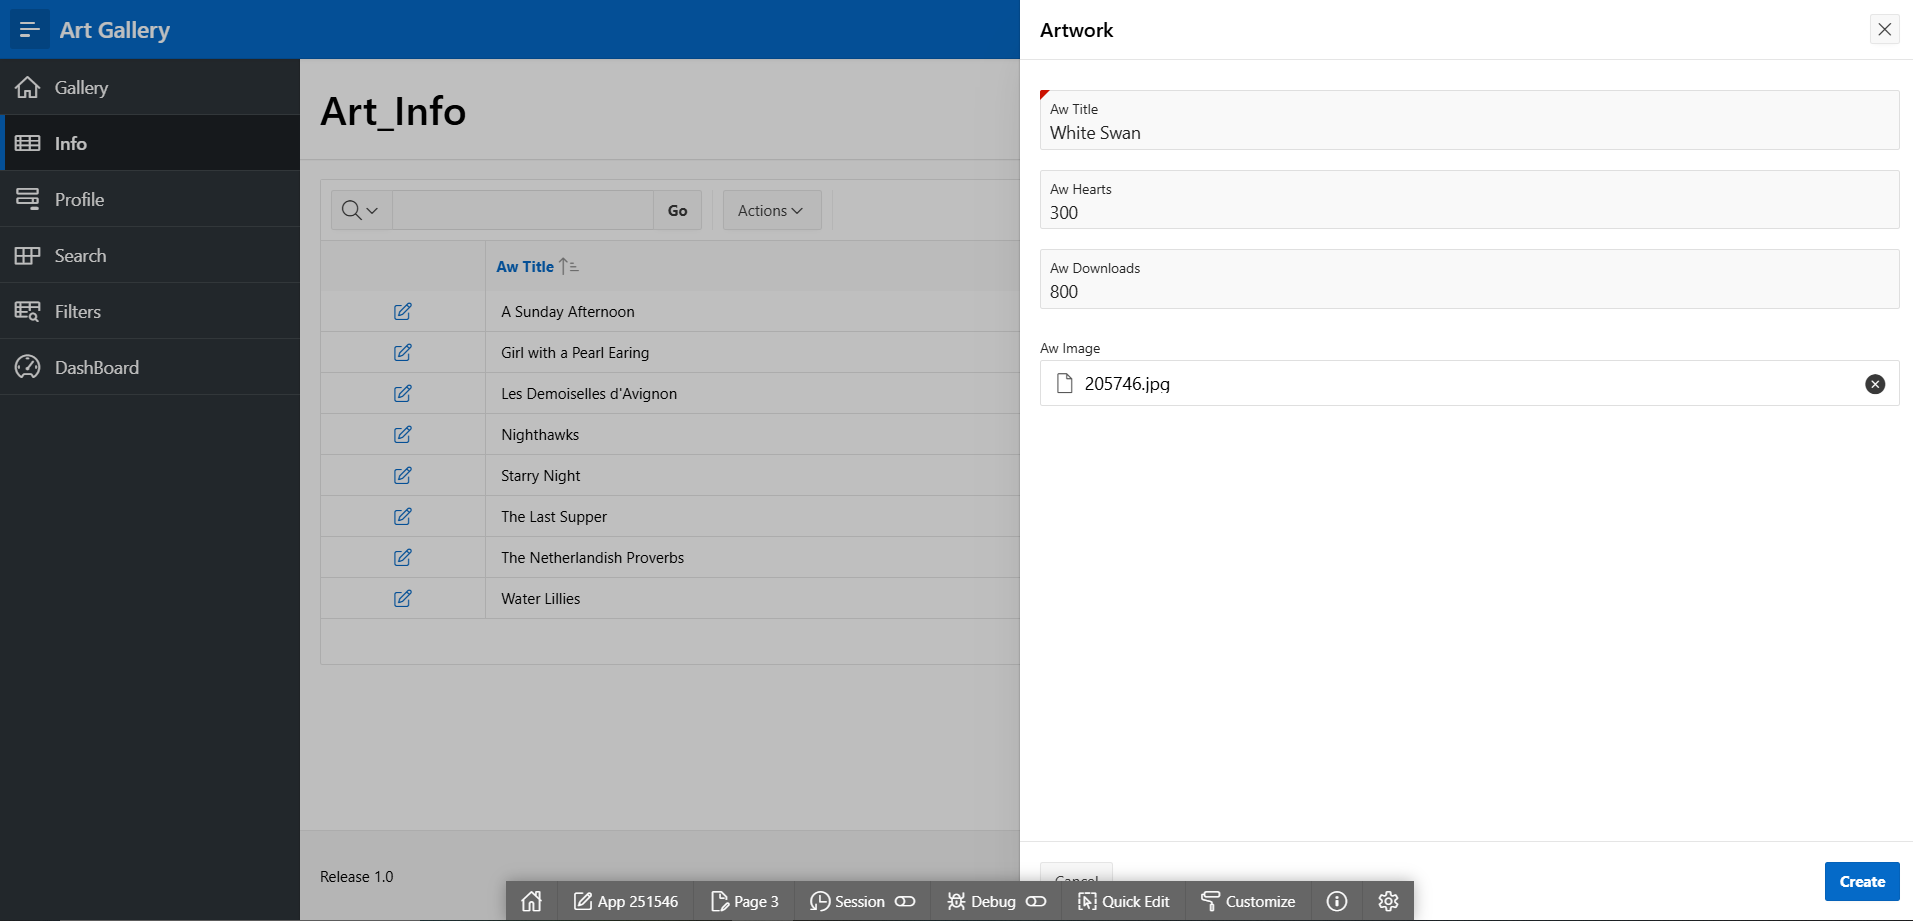 Art Gallery
Gallery
Info
Profile
Search
Filters
DashBoard
Art_Info
Go
Actions
Aw Title
A Sunday Afternoon
Girl with a Pearl Earing
Les Demoiselles d'Avignon
Nighthawks
Starry Night
The Last Supper
The Netherlandish Proverbs
Water Lillies
Release 1.0
Artwork
Aw Title
White Swan
Aw Hearts
300
Aw Downloads
800
Aw Image
205746.jpg
Cancel
Create
App 251546
Page 3
Session
Debug
Quick Edit
Customize